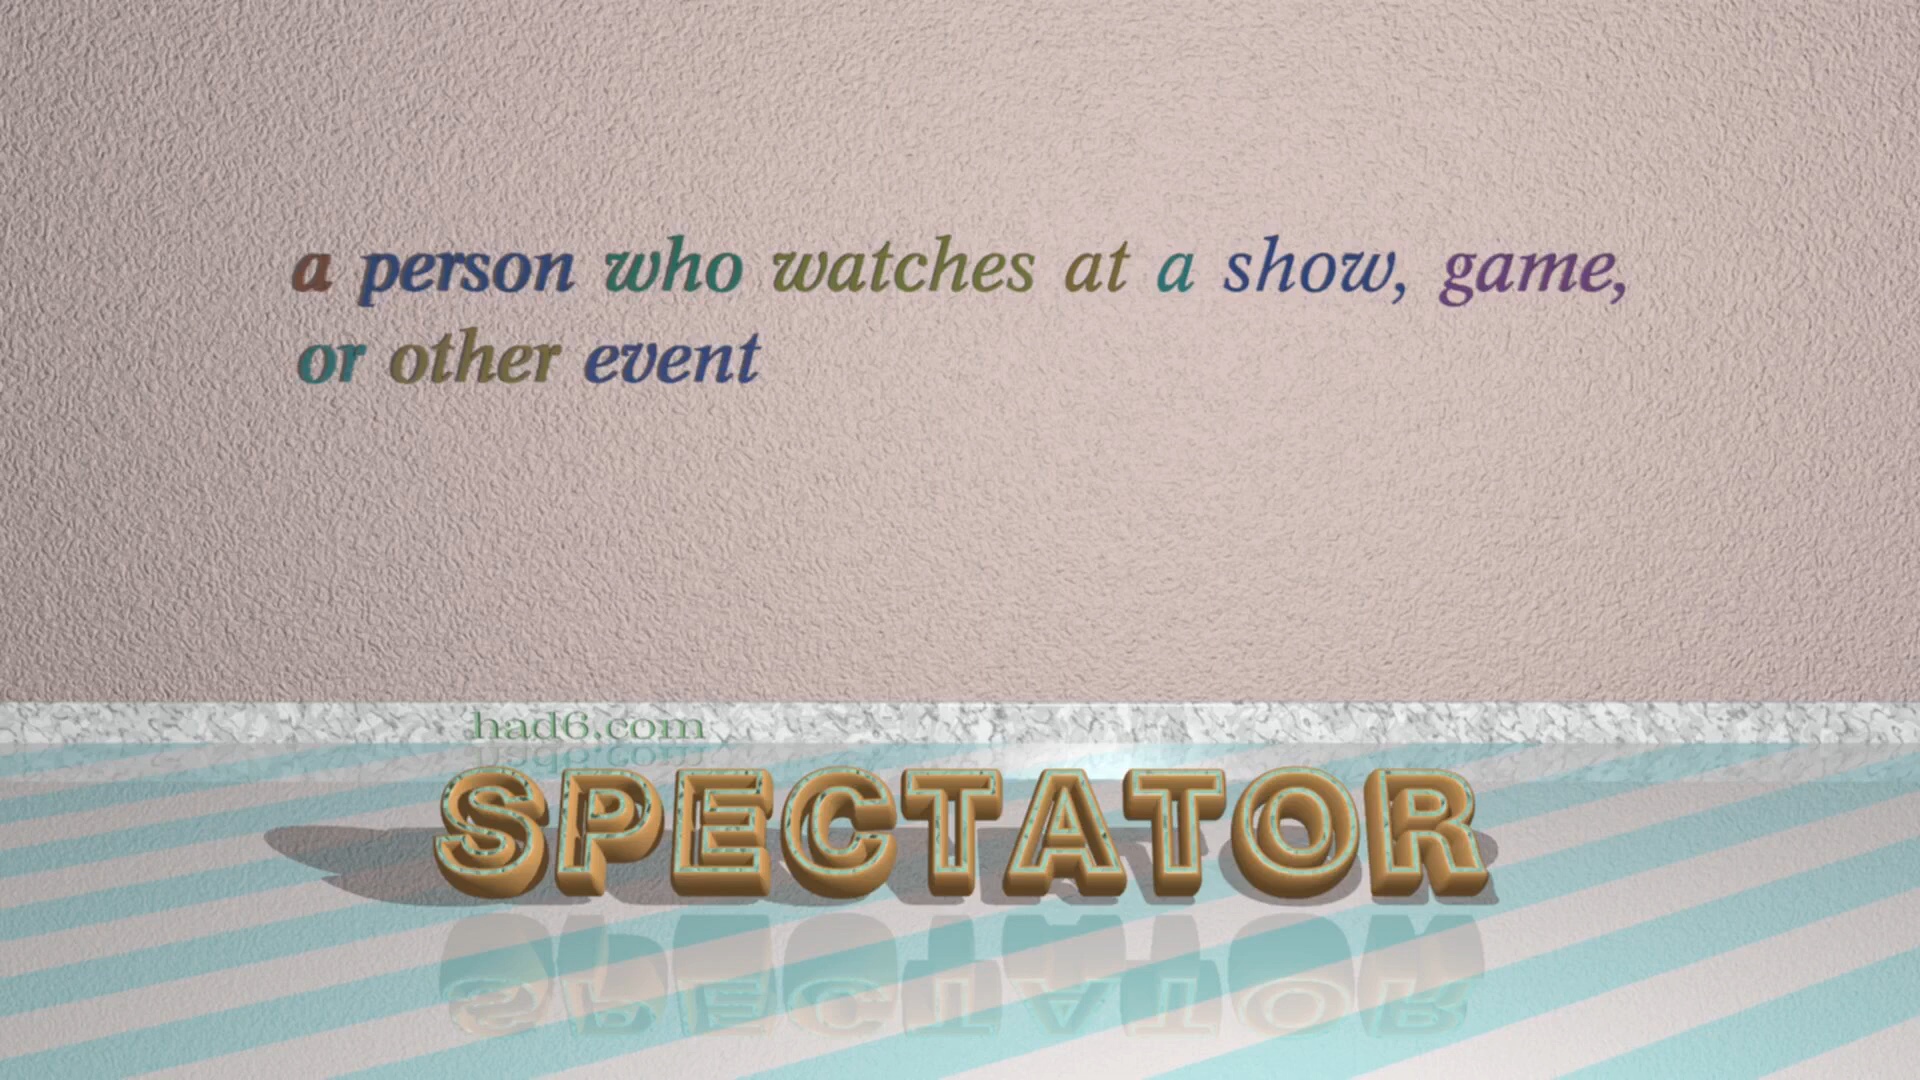 a person who watches at a show, game,
or other event
had6.com
SPECTATOR